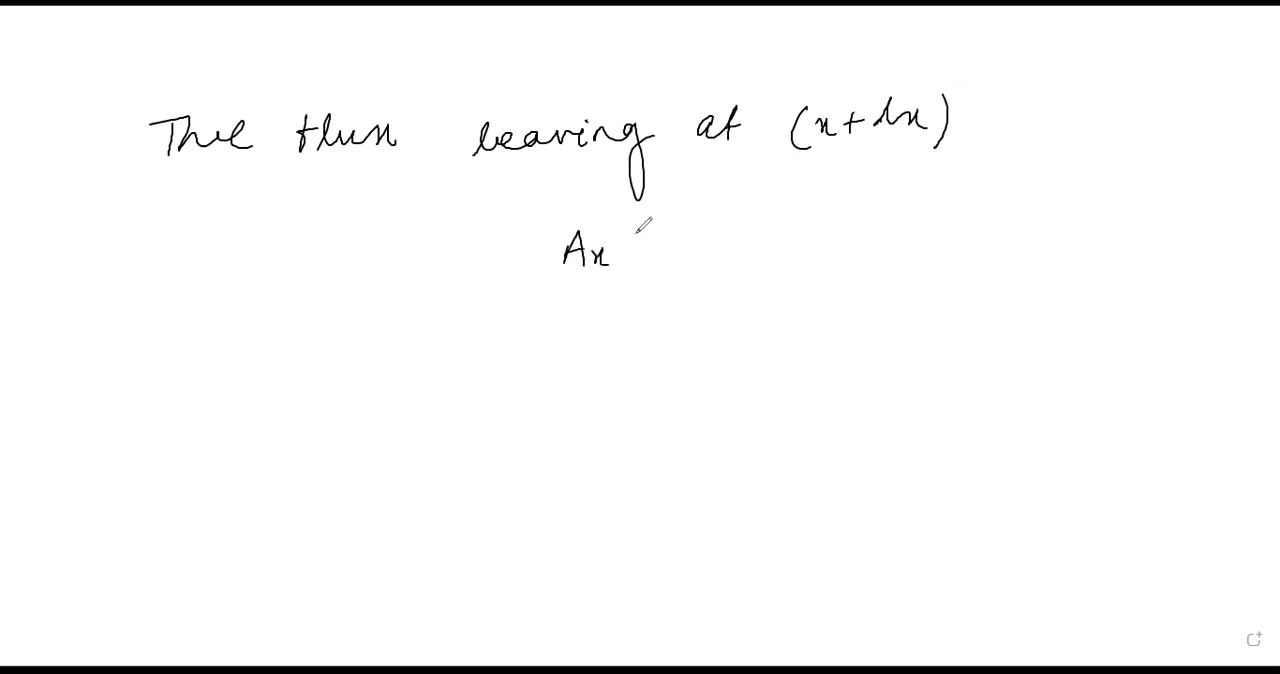 The flux leaving at (x+dx)
Ax